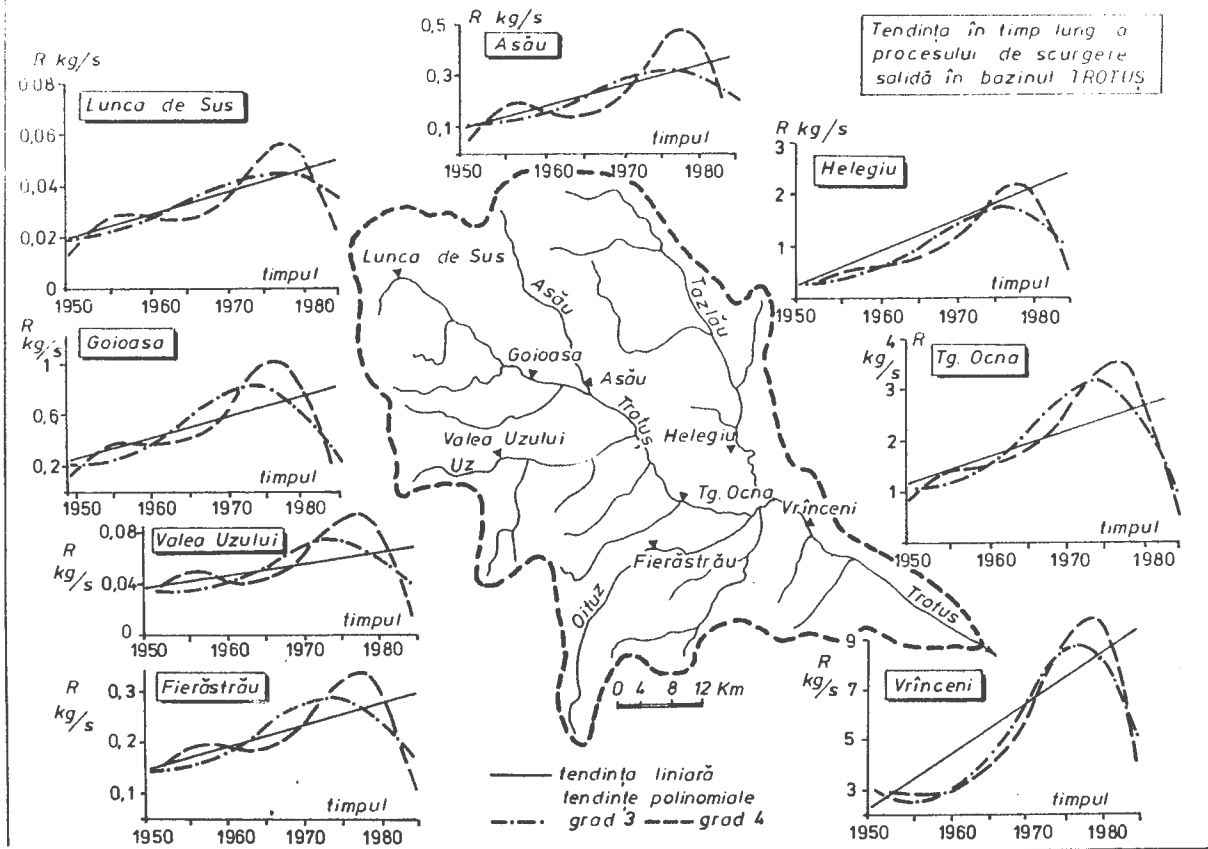 Tendința în timp lung a
procesului de scurgere
salidă în bazinul TROTUȘ
R kg/s
Asău
0,5
0,3
0,1
timpul
1950 1960 1970 1980
R kg/s
0,08
Lunca de Sus
0,06
0,04
0,02
0
timpul
1950 1960 1970 1980
R kg/s
3
Helegiu
2
1
timpul
1950 1960 1970 1980
R
kg/s
Goioasa
1
0,6
0,2
timpul
1950 1960 1970 1980
R
kg/s
4
Tg. Ocna
3
2
1
timpul
1950 1960 1970 1980
0,08
Valea Uzului
R
kg/s
0,04
0
timpul
1950 1960 1970 1980
R
kg/s
Fierăstrău
0,3
0,2
0,1
timpul
1950 1960 1970 1980
R
kg/s
Vrînceni
9
7
5
3
timpul
1950 1960 1970 1980
Lunca de Sus
Asău
Tazlău
Goioasa
Asău
Trotuș
Valea Uzului
Uz
Helegiu
Tg. Ocna
Vrînceni
Fierăstrău
Oituz
Trotus
0 4 8 12 Km
tendința liniară
tendințe polinomiale
grad 3 grad 4